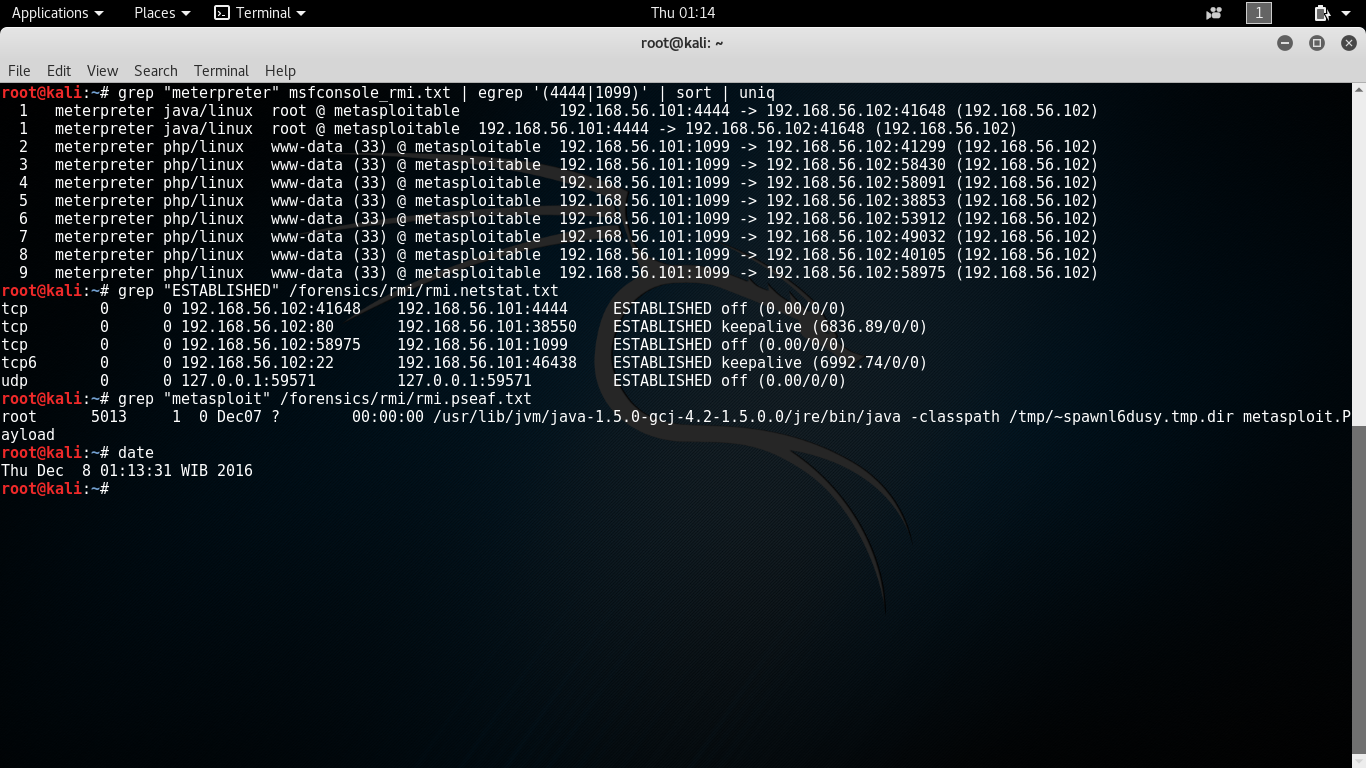 Applications Places Terminal Thu 01:14 1
root@kali: ~
File Edit View Search Terminal Help
root@kali:~# grep "meterpreter" msfconsole_rmi.txt | egrep '(4444|1099)' | sort | uniq
  1   meterpreter java/linux  root @ metasploitable           192.168.56.101:4444 -> 192.168.56.102:41648 (192.168.56.102)
  1   meterpreter java/linux  root @ metasploitable  192.168.56.101:4444 -> 192.168.56.102:41648 (192.168.56.102)
  2   meterpreter php/linux   www-data (33) @ metasploitable  192.168.56.101:1099 -> 192.168.56.102:41299 (192.168.56.102)
  3   meterpreter php/linux   www-data (33) @ metasploitable  192.168.56.101:1099 -> 192.168.56.102:58430 (192.168.56.102)
  4   meterpreter php/linux   www-data (33) @ metasploitable  192.168.56.101:1099 -> 192.168.56.102:58091 (192.168.56.102)
  5   meterpreter php/linux   www-data (33) @ metasploitable  192.168.56.101:1099 -> 192.168.56.102:38853 (192.168.56.102)
  6   meterpreter php/linux   www-data (33) @ metasploitable  192.168.56.101:1099 -> 192.168.56.102:53912 (192.168.56.102)
  7   meterpreter php/linux   www-data (33) @ metasploitable  192.168.56.101:1099 -> 192.168.56.102:49032 (192.168.56.102)
  8   meterpreter php/linux   www-data (33) @ metasploitable  192.168.56.101:1099 -> 192.168.56.102:40105 (192.168.56.102)
  9   meterpreter php/linux   www-data (33) @ metasploitable  192.168.56.101:1099 -> 192.168.56.102:58975 (192.168.56.102)
root@kali:~# grep "ESTABLISHED" /forensics/rmi/rmi.netstat.txt
tcp        0      0 192.168.56.102:41648    192.168.56.101:4444     ESTABLISHED off (0.00/0/0)
tcp        0      0 192.168.56.102:80       192.168.56.101:38550    ESTABLISHED keepalive (6836.89/0/0)
tcp        0      0 192.168.56.102:58975    192.168.56.101:1099     ESTABLISHED off (0.00/0/0)
tcp6       0      0 192.168.56.102:22       192.168.56.101:46438    ESTABLISHED keepalive (6992.74/0/0)
udp        0      0 127.0.0.1:59571         127.0.0.1:59571         ESTABLISHED off (0.00/0/0)
root@kali:~# grep "metasploit" /forensics/rmi/rmi.pseaf.txt
root      5013     1  0 Dec07 ?        00:00:00 /usr/lib/jvm/java-1.5.0-gcj-4.2-1.5.0.0/jre/bin/java -classpath /tmp/~spawnl6dusy.tmp.dir metasploit.P
ayload
root@kali:~# date
Thu Dec  8 01:13:31 WIB 2016
root@kali:~#